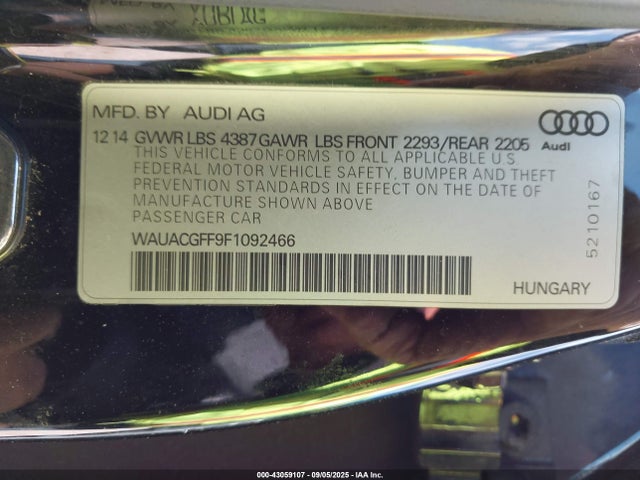 MFD. BY AUDI AG
12 14 GVWR LBS 4387 GAWR LBS FRONT 2293/REAR 2205
Audi
THIS VEHICLE CONFORMS TO ALL APPLICABLE U S
FEDERAL MOTOR VEHICLE SAFETY, BUMPER AND THEFT
PREVENTION STANDARDS IN EFFECT ON THE DATE OF
MANUFACTURE SHOWN ABOVE
PASSENGER CAR
WAUACGFF9F1092466
5210167
HUNGARY
000-43059107 - 09/05/2025 - IAA Inc.